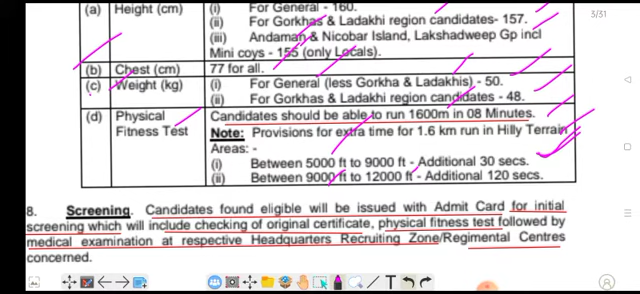 (a) Height (cm) (i) For General - 160.
(ii) For Gorkhas & Ladakhi region candidates- 157.
(iii) Andaman & Nicobar Island, Lakshadweep Gp incl
Mini coys - 155 (only Locals).
(b) Chest (cm) 77 for all.
(c) Weight (kg) (i) For General (less Gorkha & Ladakhis) - 50.
(ii) For Gorkhas & Ladakhi region candidates - 48.
(d) Physical Candidates should be able to run 1600m in 08 Minutes.
Fitness Test Note: Provisions for extra time for 1.6 km run in Hilly Terrain
Areas: -
(i) Between 5000 ft to 9000 ft - Additional 30 secs.
(ii) Between 9000 ft to 12000 ft - Additional 120 secs.
8. Screening. Candidates found eligible will be issued with Admit Card for initial
screening which will include checking of original certificate, physical fitness test followed by
medical examination at respective Headquarters Recruiting Zone/Regimental Centres
concerned.
3/31
T